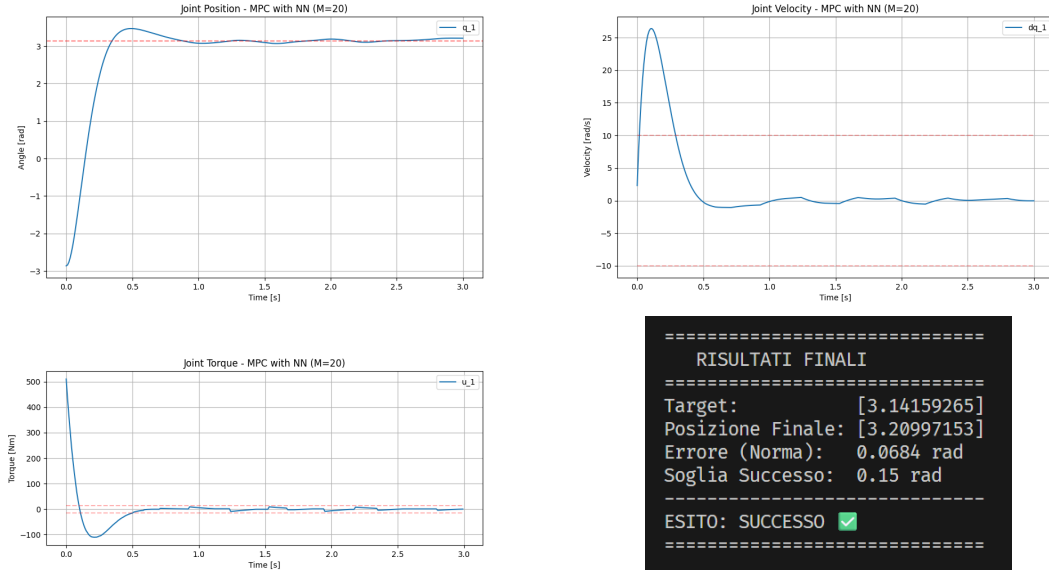 Joint Position - MPC with NN (M=20)
q_1
3
2
1
0
−1
−2
−3
Angle [rad]
0.0 0.5 1.0 1.5 2.0 2.5 3.0
Time [s]
Joint Velocity - MPC with NN (M=20)
dq_1
25
20
15
10
5
0
−5
−10
Velocity [rad/s]
0.0 0.5 1.0 1.5 2.0 2.5 3.0
Time [s]
Joint Torque - MPC with NN (M=20)
u_1
500
400
300
200
100
0
−100
Torque [Nm]
0.0 0.5 1.0 1.5 2.0 2.5 3.0
Time [s]
==============================
RISULTATI FINALI
==============================
Target: [3.14159265]
Posizione Finale: [3.20997153]
Errore (Norma): 0.0684 rad
Soglia Successo: 0.15 rad
------------------------------
ESITO: SUCCESSO ✅
==============================